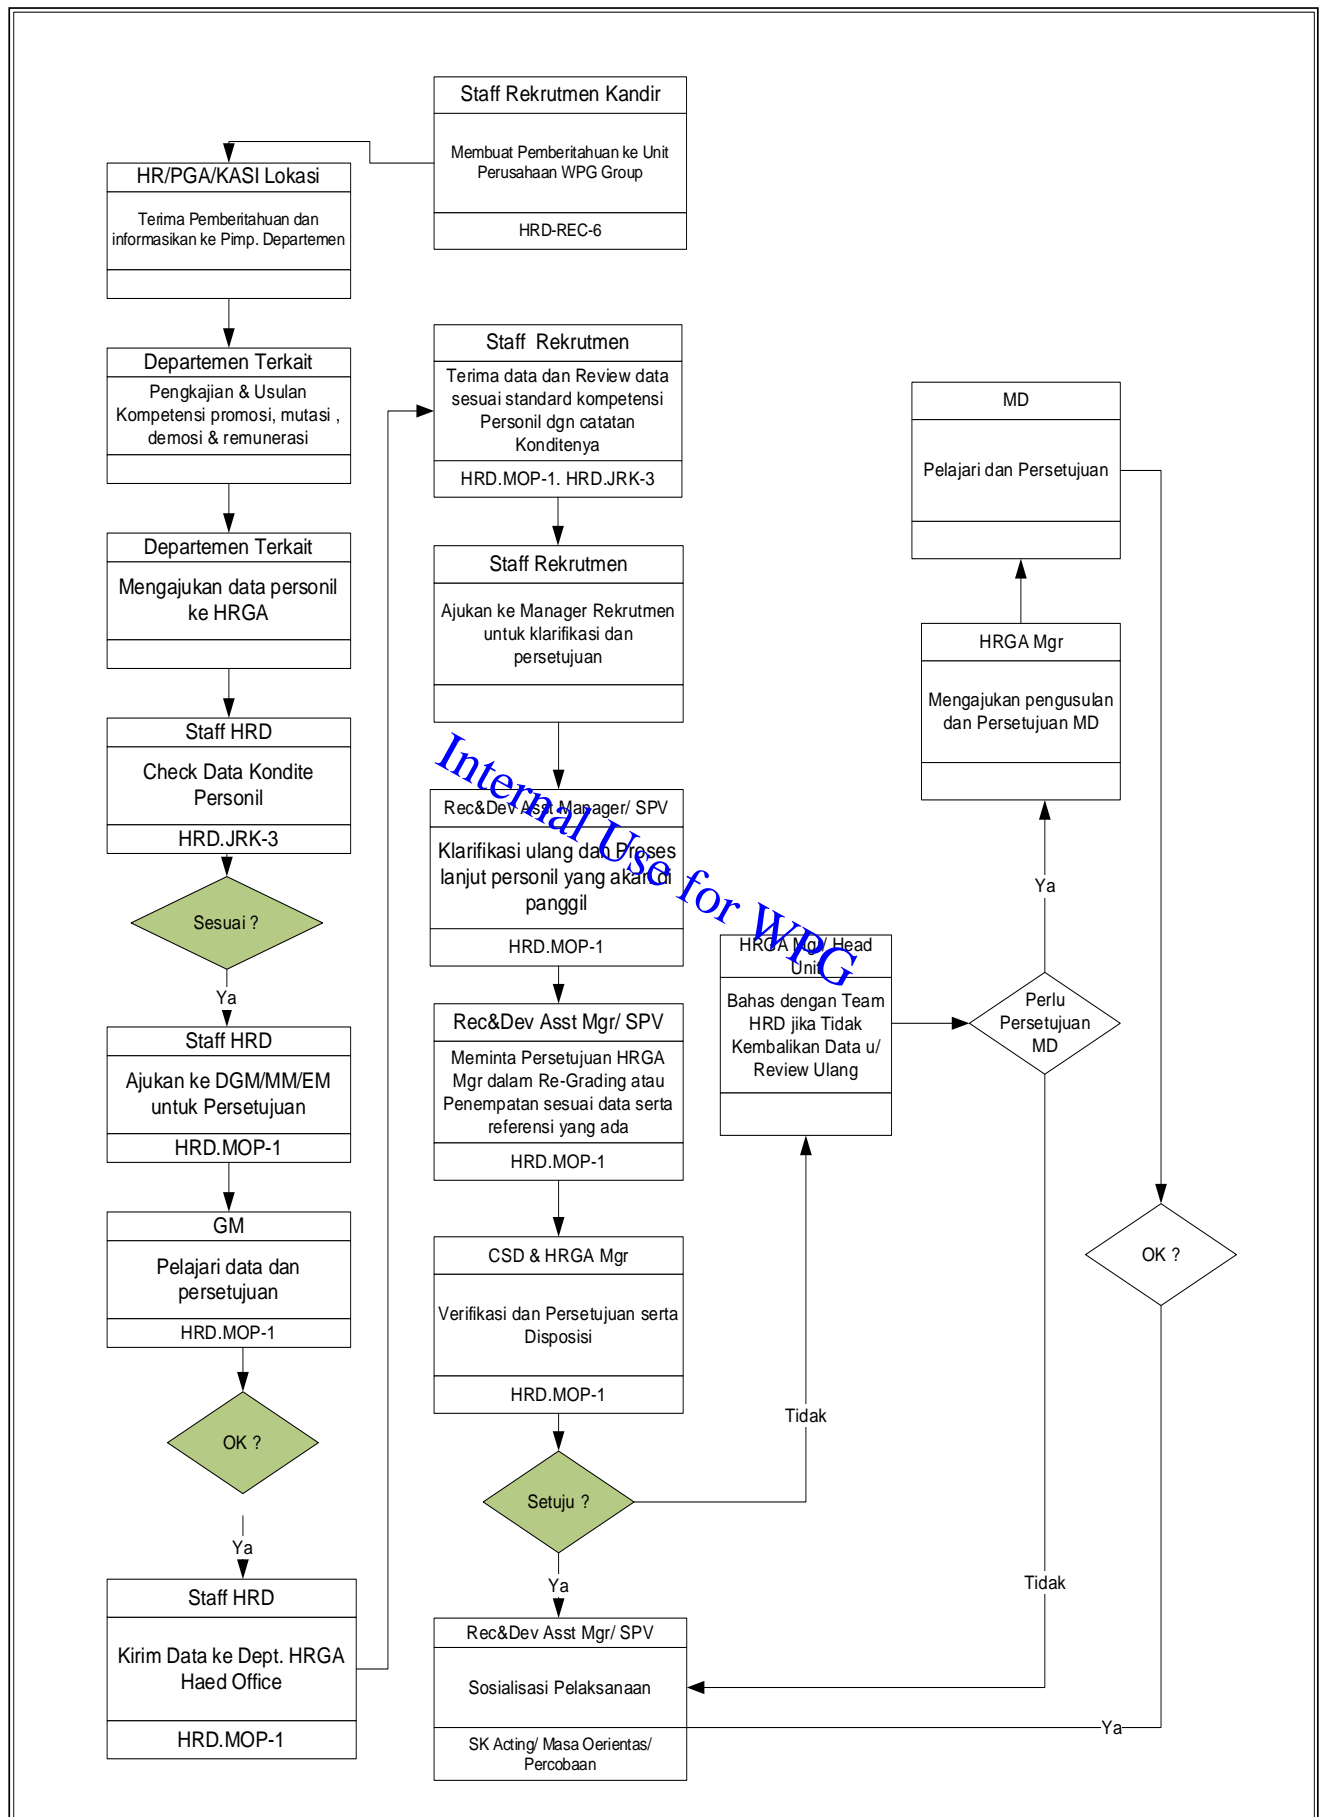 Staff Rekrutmen Kandir
Membuat Pemberitahuan ke Unit
Perusahaan WPG Group
HRD-REC-6
HR/PGA/KASI Lokasi
Terima Pemberitahuan dan
informasikan ke Pimp. Departemen
Departemen Terkait
Pengkajian & Usulan
Kompetensi promosi, mutasi ,
demosi & remunerasi
Departemen Terkait
Mengajukan data personil
ke HRGA
Staff HRD
Check Data Kondite
Personil
HRD.JRK-3
Sesuai ?
Ya
Staff HRD
Ajukan ke DGM/MM/EM
untuk Persetujuan
HRD.MOP-1
GM
Pelajari data dan
persetujuan
HRD.MOP-1
OK ?
Ya
Staff HRD
Kirim Data ke Dept. HRGA
Haed Office
HRD.MOP-1
Staff  Rekrutmen
Terima data dan Review data
sesuai standard kompetensi
Personil dgn catatan
Konditenya
HRD.MOP-1. HRD.JRK-3
Staff Rekrutmen
Ajukan ke Manager Rekrutmen
untuk klarifikasi dan
persetujuan
Rec&Dev Asst Manager/ SPV
Klarifikasi ulang dan Proses
lanjut personil yang akan di
panggil
HRD.MOP-1
Rec&Dev Asst Mgr/ SPV
Meminta Persetujuan HRGA
Mgr dalam Re-Grading atau
Penempatan sesuai data serta
referensi yang ada
HRD.MOP-1
CSD & HRGA Mgr
Verifikasi dan Persetujuan serta
Disposisi
HRD.MOP-1
Setuju ?
Tidak
Ya
Rec&Dev Asst Mgr/ SPV
Sosialisasi Pelaksanaan
SK Acting/ Masa Oerientas/
Percobaan
HRGA Mgr/ Head
Unit
Bahas dengan Team
HRD jika Tidak
Kembalikan Data u/
Review Ulang
Perlu
Persetujuan
MD
Ya
Tidak
HRGA Mgr
Mengajukan pengusulan
dan Persetujuan MD
MD
Pelajari dan Persetujuan
OK ?
Ya
Internal Use for WPG